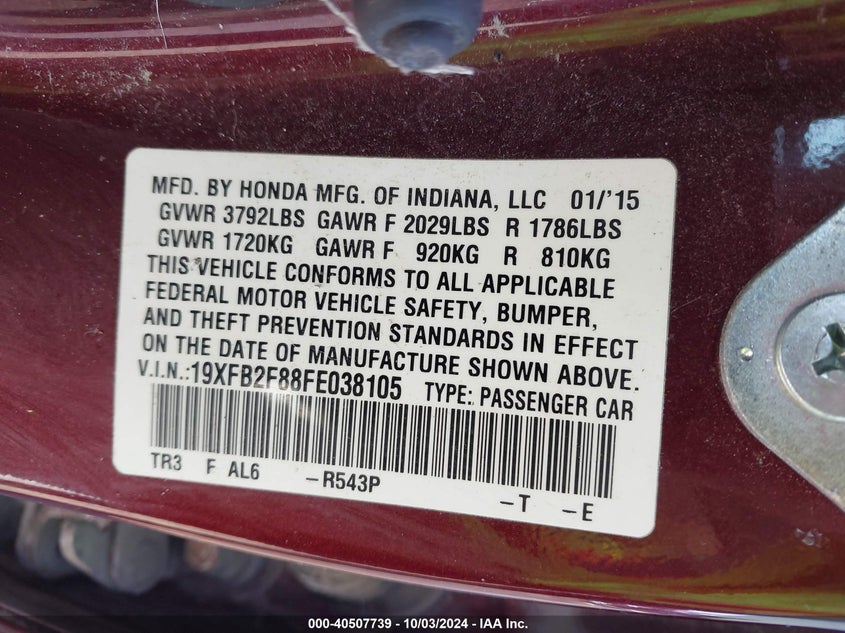 MFD. BY HONDA MFG. OF INDIANA, LLC 01/'15
GVWR 3792LBS GAWR F 2029LBS R 1786LBS
GVWR 1720KG GAWR F 920KG R 810KG
THIS VEHICLE CONFORMS TO ALL APPLICABLE
FEDERAL MOTOR VEHICLE SAFETY, BUMPER,
AND THEFT PREVENTION STANDARDS IN EFFECT
ON THE DATE OF MANUFACTURE SHOWN ABOVE.
V.I.N.:19XFB2F88FE038105 TYPE: PASSENGER CAR
TR3 F AL6 –R543P –T –E
000-40507739 - 10/03/2024 - IAA Inc.